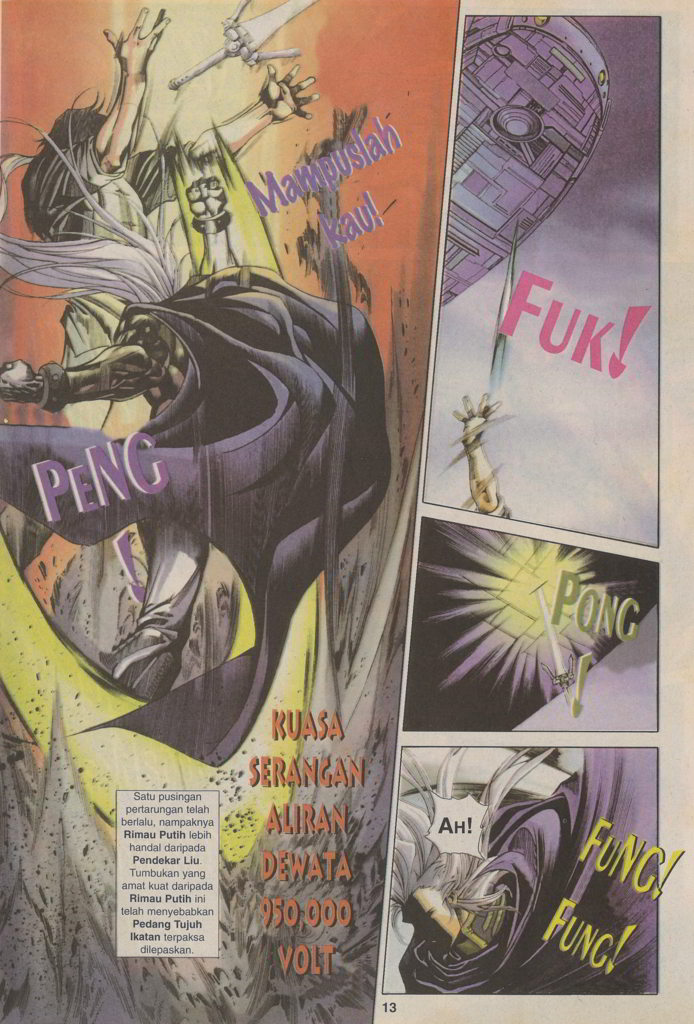 Mampuslah
kau!
PENG
!
KUASA
SERANGAN
ALIRAN
DEWATA
950.000
VOLT
Satu pusingan
pertarungan telah
berlalu, nampaknya
Rimau Putih lebih
handal daripada
Pendekar Liu.
Tumbukan yang
amat kuat daripada
Rimau Putih ini
telah menyebabkan
Pedang Tujuh
Ikatan terpaksa
dilepaskan.
FUK!
PONG
!
AH!
FUNG!
FUNG!
13